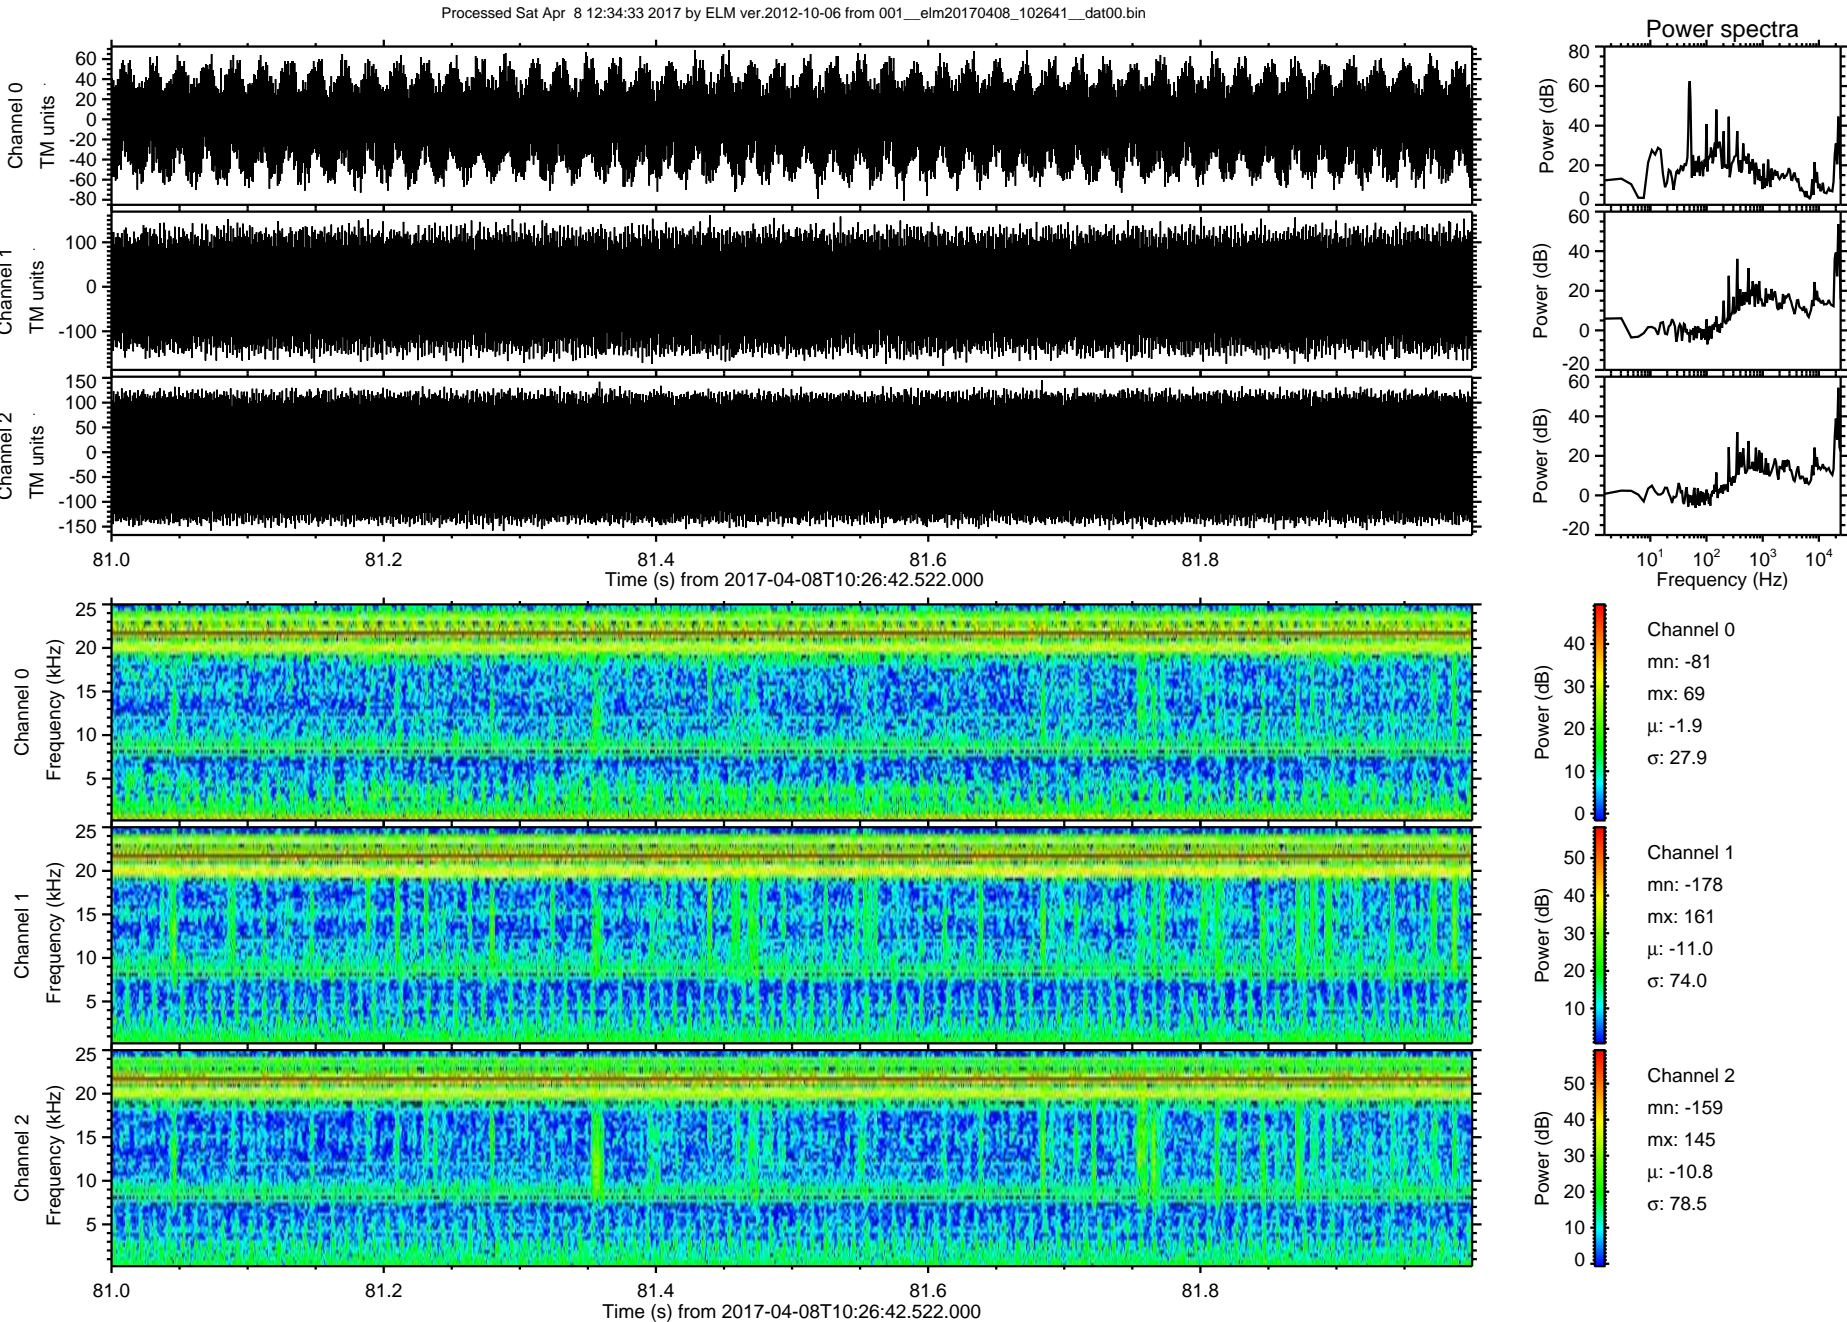 Processed Sat Apr  8 12:34:33 2017 by ELM ver.2012-10-06 from 001__elm20170408_102641__dat00.bin
Power spectra
Channel 0
TM units
60
40
20
0
-20
-40
-60
-80
Power (dB)
80
60
40
20
0
Channel 1
TM units
100
0
-100
Power (dB)
60
40
20
0
-20
Channel 2
TM units
150
100
50
0
-50
-100
-150
Power (dB)
60
40
20
0
-20
81.0 81.2 81.4 81.6 81.8
Time (s) from 2017-04-08T10:26:42.522.000
10^1 10^2 10^3 10^4
Frequency (Hz)
Channel 0
Frequency (kHz)
25
20
15
10
5
Power (dB)
40
30
20
10
0
Channel 0
mn: -81
mx: 69
μ: -1.9
σ: 27.9
Channel 1
Frequency (kHz)
25
20
15
10
5
Power (dB)
50
40
30
20
10
Channel 1
mn: -178
mx: 161
μ: -11.0
σ: 74.0
Channel 2
Frequency (kHz)
25
20
15
10
5
Power (dB)
50
40
30
20
10
0
Channel 2
mn: -159
mx: 145
μ: -10.8
σ: 78.5
81.0 81.2 81.4 81.6 81.8
Time (s) from 2017-04-08T10:26:42.522.000